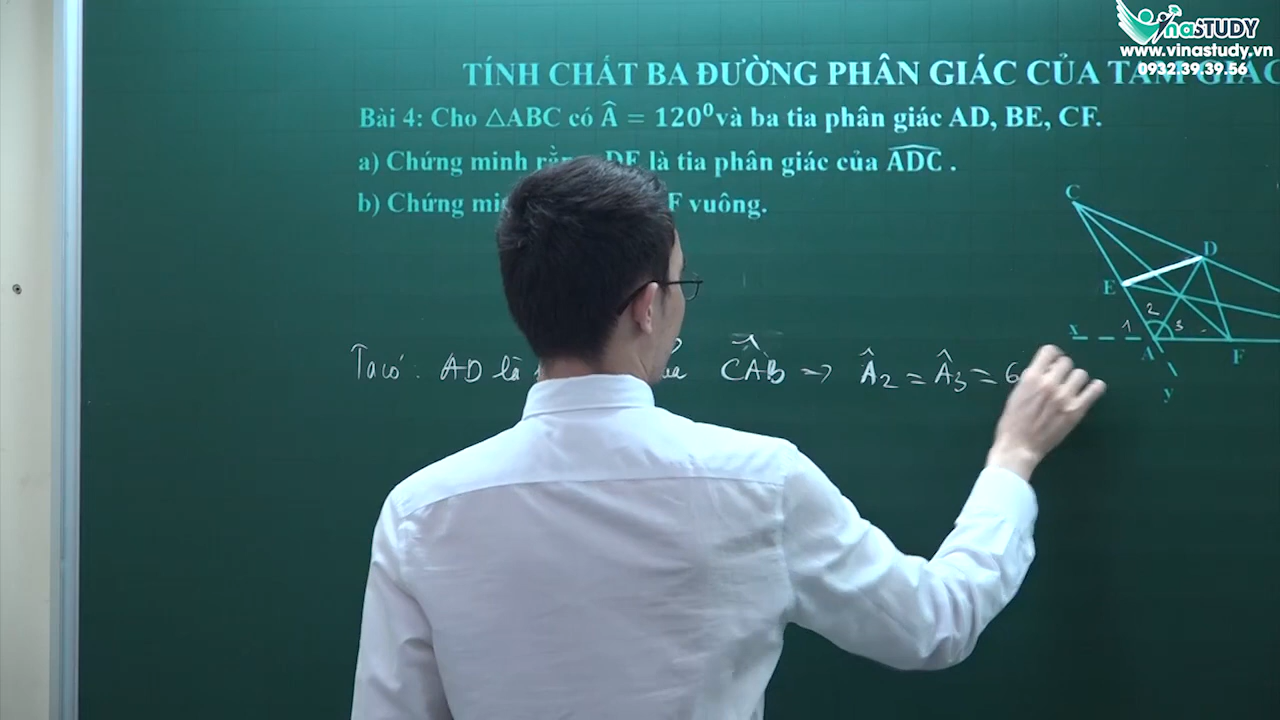 VinaSTUDY
www.vinastudy.vn
0932.39.39.56
TÍNH CHẤT BA ĐƯỜNG PHÂN GIÁC CỦA TAM GIÁC
Bài 4: Cho △ABC có Â = 120⁰ và ba tia phân giác AD, BE, CF.
a) Chứng minh rằng DE là tia phân giác của ADC .
b) Chứng F vuông.
C
D
E
2
x 1 3
A F
y
Ta có : AD là CAB => Â2 = Â3 = 6